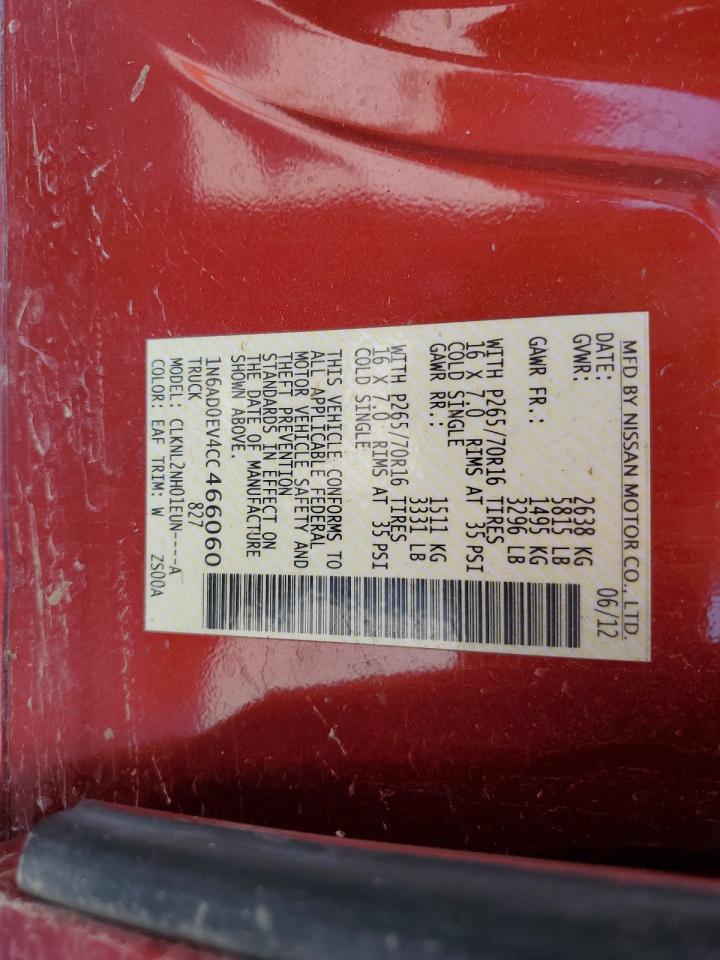 MFD BY NISSAN MOTOR CO., LTD.
DATE: 06/12
GVWR: 2638 KG
5815 LB
GAWR FR.: 1495 KG
3296 LB
WITH P265/70R16 TIRES
16 X 7.0 RIMS AT 35 PSI
COLD SINGLE
GAWR RR.: 1511 KG
3331 LB
WITH P265/70R16 TIRES
16 X 7.0 RIMS AT 35 PSI
COLD SINGLE
THIS VEHICLE CONFORMS TO
ALL APPLICABLE FEDERAL
MOTOR VEHICLE SAFETY AND
THEFT PREVENTION
STANDARDS IN EFFECT ON
THE DATE OF MANUFACTURE
SHOWN ABOVE.
1N6AD0EV4CC466060
TRUCK 827
MODEL: CLKNL2NH01EUN----A
COLOR: EAF TRIM: W ZS00A